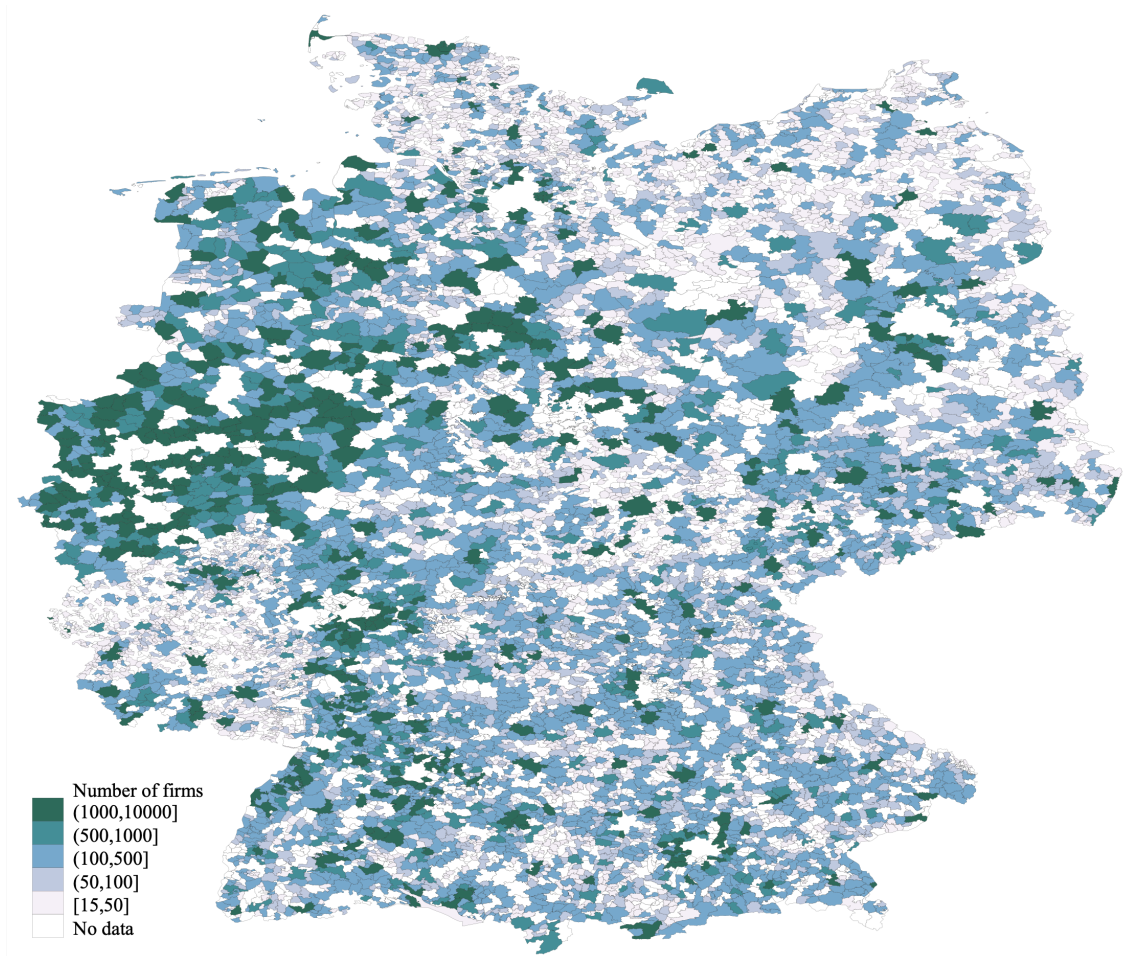 Number of firms
(1000,10000]
(500,1000]
(100,500]
(50,100]
[15,50]
No data